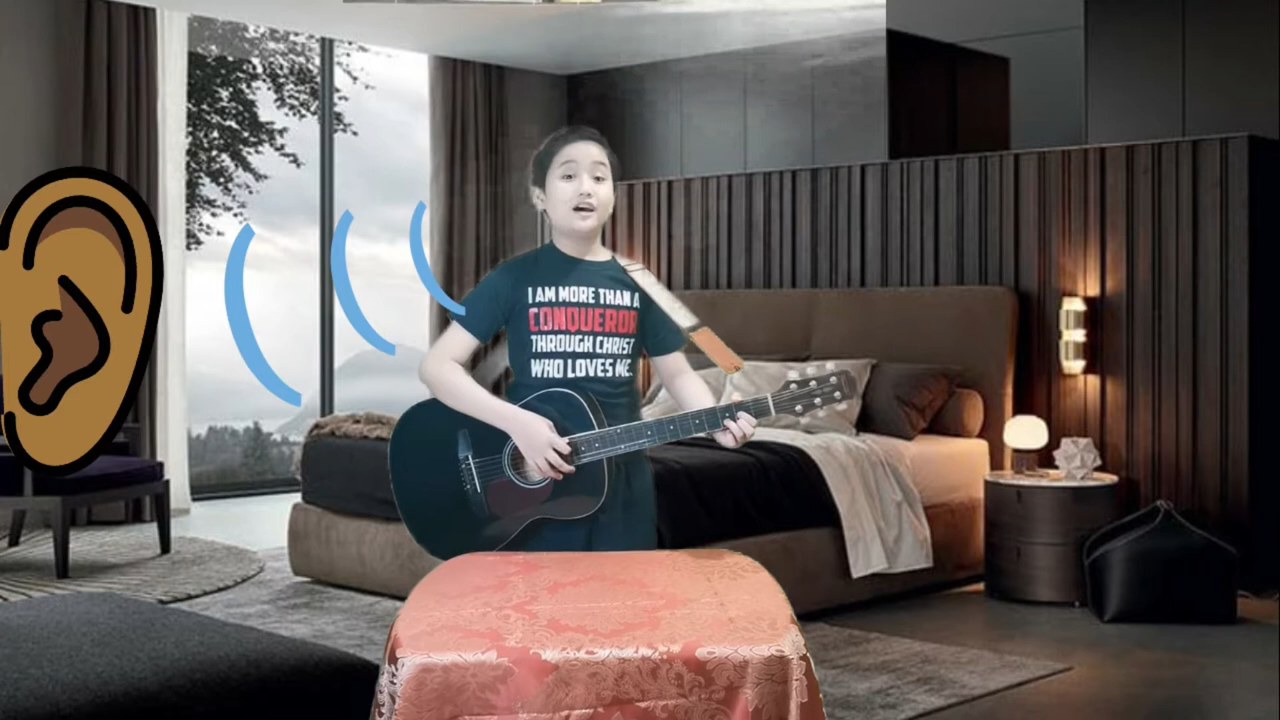 I AM MORE THAN A
CONQUEROR
THROUGH CHRIST
WHO LOVES ME.